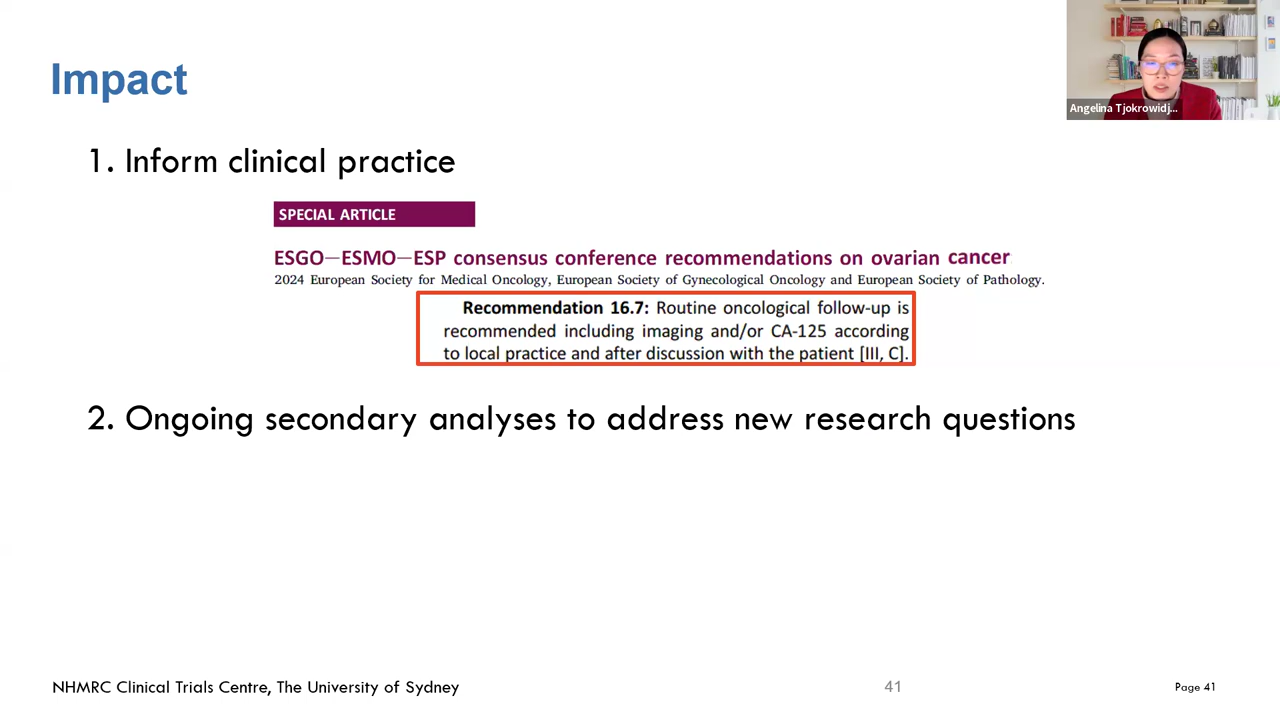 Impact
Angelina Tjokrowidj...
1. Inform clinical practice
SPECIAL ARTICLE
ESGO—ESMO—ESP consensus conference recommendations on ovarian cancer
2024 European Society for Medical Oncology, European Society of Gynecological Oncology and European Society of Pathology.
Recommendation 16.7: Routine oncological follow-up is
recommended including imaging and/or CA-125 according
to local practice and after discussion with the patient [III, C].
2. Ongoing secondary analyses to address new research questions
NHMRC Clinical Trials Centre, The University of Sydney
41
Page 41